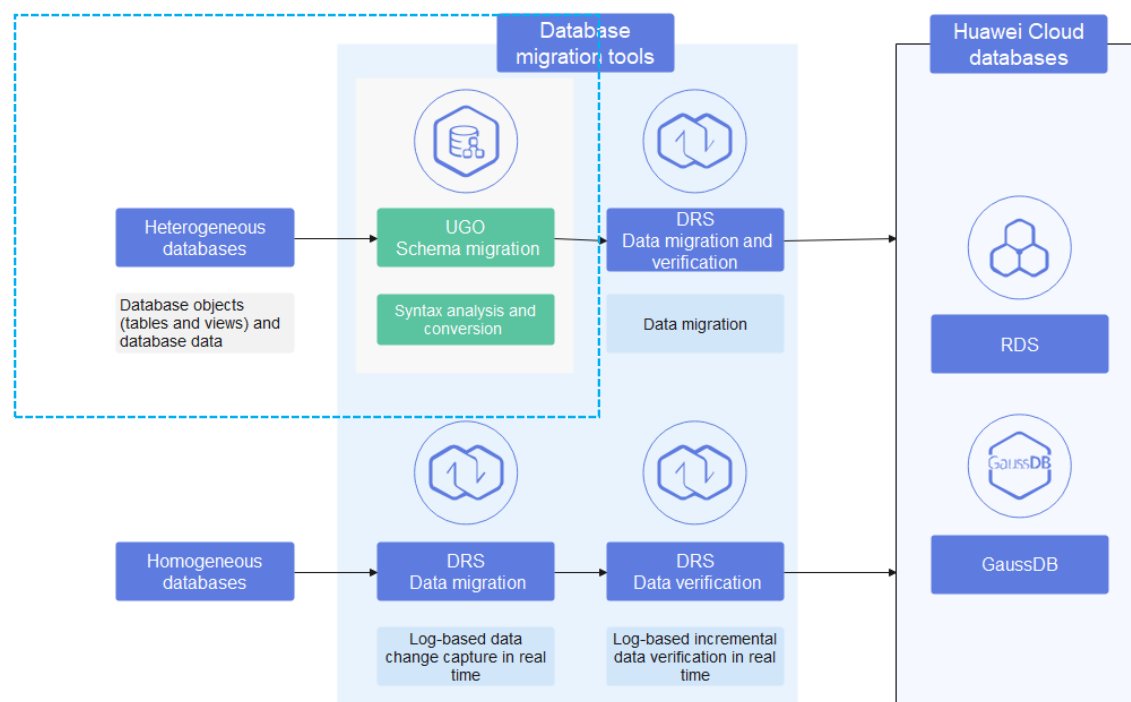 Database
migration tools
Huawei Cloud
databases
Heterogeneous
databases
UGO
Schema migration
DRS
Data migration and
verification
Database objects
(tables and views) and
database data
Syntax analysis and
conversion
Data migration
RDS
GaussDB
GaussDB
Homogeneous
databases
DRS
Data migration
DRS
Data verification
Log-based data
change capture in real
time
Log-based incremental
data verification in real
time